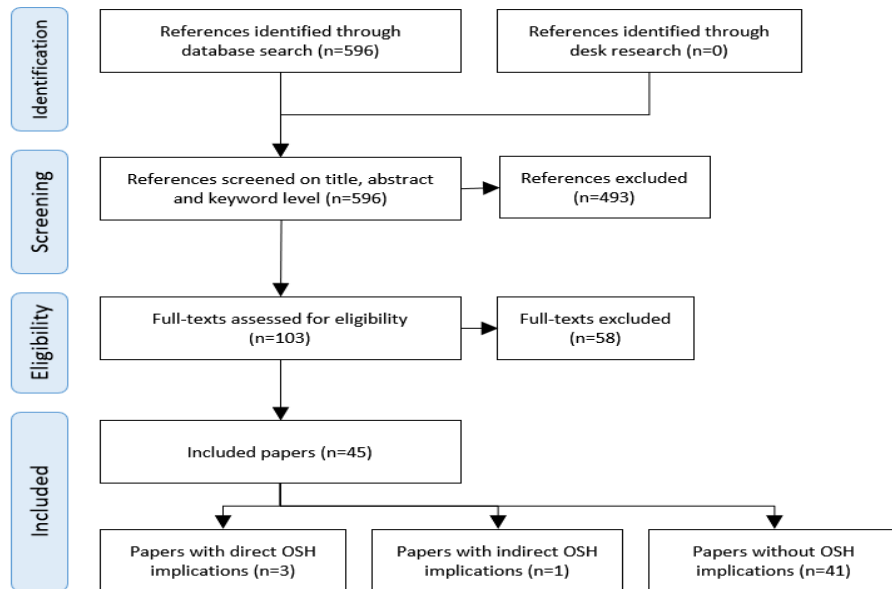 Identification
References identified through
database search (n=596)
References identified through
desk research (n=0)
Screening
References screened on title, abstract
and keyword level (n=596)
References excluded
(n=493)
Eligibility
Full-texts assessed for eligibility
(n=103)
Full-texts excluded
(n=58)
Included
Included papers (n=45)
Papers with direct OSH
implications (n=3)
Papers with indirect OSH
implications (n=1)
Papers without OSH
implications (n=41)